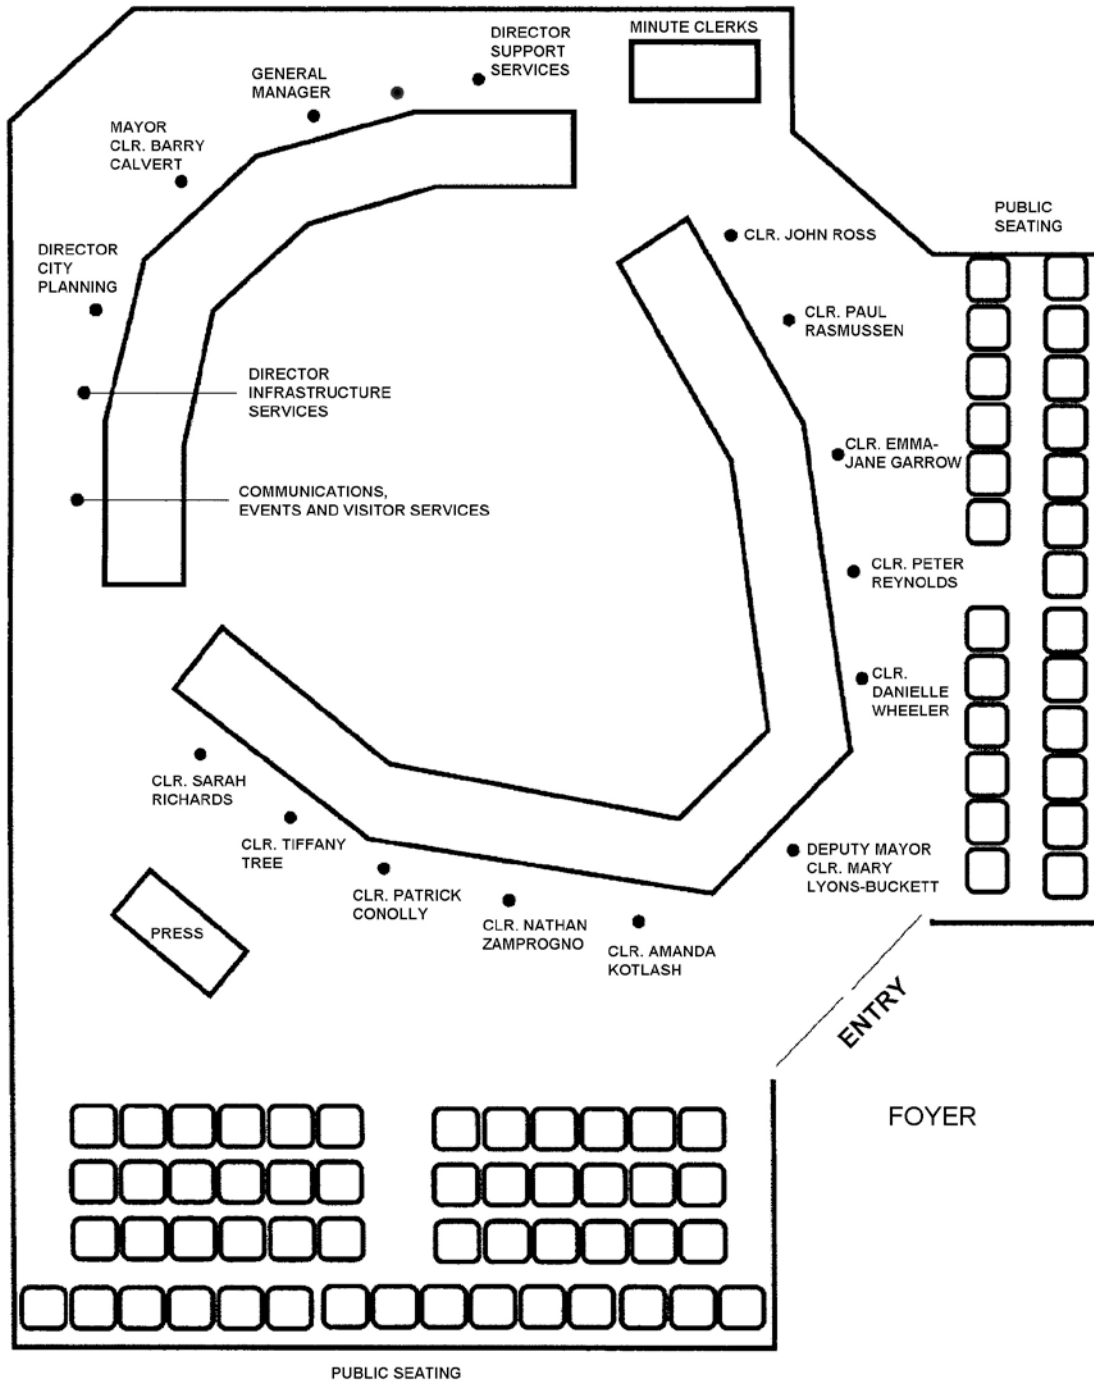 MINUTE CLERKS
DIRECTOR
SUPPORT
SERVICES
GENERAL
MANAGER
MAYOR
CLR. BARRY
CALVERT
DIRECTOR
CITY
PLANNING
DIRECTOR
INFRASTRUCTURE
SERVICES
COMMUNICATIONS,
EVENTS AND VISITOR SERVICES
PUBLIC
SEATING
CLR. JOHN ROSS
CLR. PAUL
RASMUSSEN
CLR. EMMA-
JANE GARROW
CLR. PETER
REYNOLDS
CLR.
DANIELLE
WHEELER
DEPUTY MAYOR
CLR. MARY
LYONS-BUCKETT
CLR. SARAH
RICHARDS
CLR. TIFFANY
TREE
CLR. PATRICK
CONOLLY
CLR. NATHAN
ZAMPROGNO
CLR. AMANDA
KOTLASH
PRESS
ENTRY
FOYER
PUBLIC SEATING